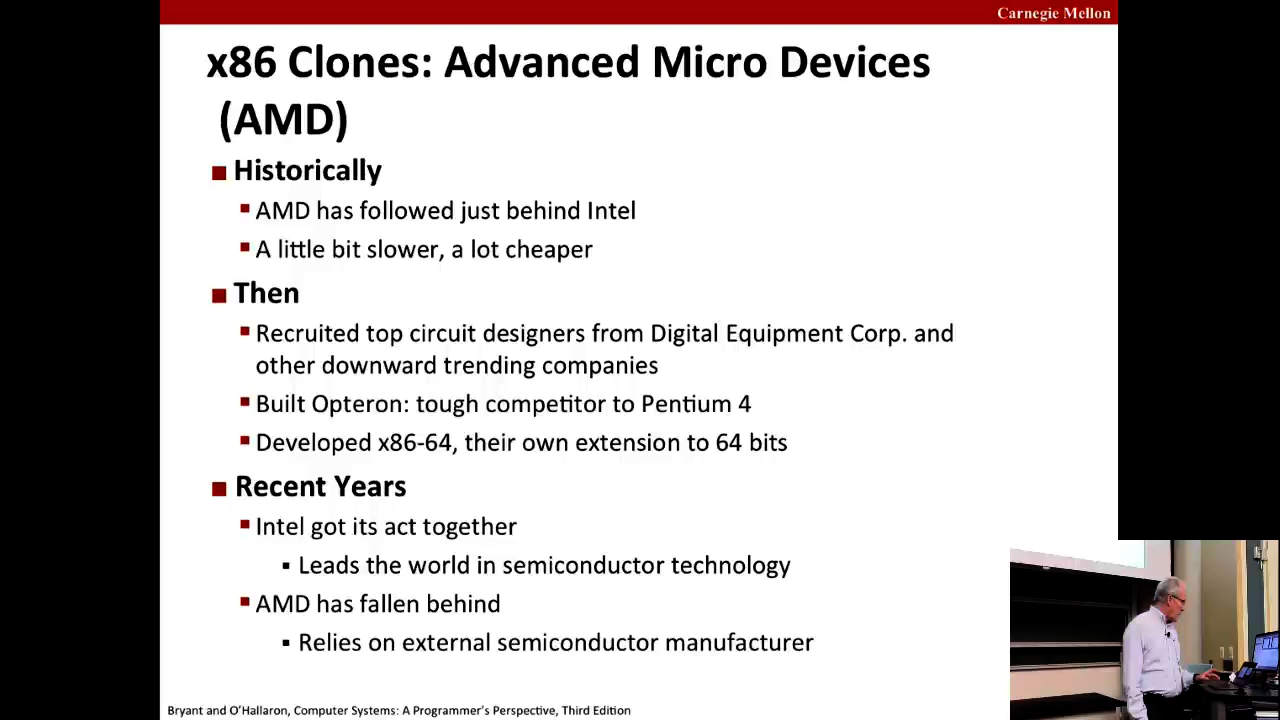 Carnegie Mellon
x86 Clones: Advanced Micro Devices
(AMD)
■ Historically
▪ AMD has followed just behind Intel
▪ A little bit slower, a lot cheaper
■ Then
▪ Recruited top circuit designers from Digital Equipment Corp. and
other downward trending companies
▪ Built Opteron: tough competitor to Pentium 4
▪ Developed x86-64, their own extension to 64 bits
■ Recent Years
▪ Intel got its act together
▪ Leads the world in semiconductor technology
▪ AMD has fallen behind
▪ Relies on external semiconductor manufacturer
Bryant and O'Hallaron, Computer Systems: A Programmer's Perspective, Third Edition